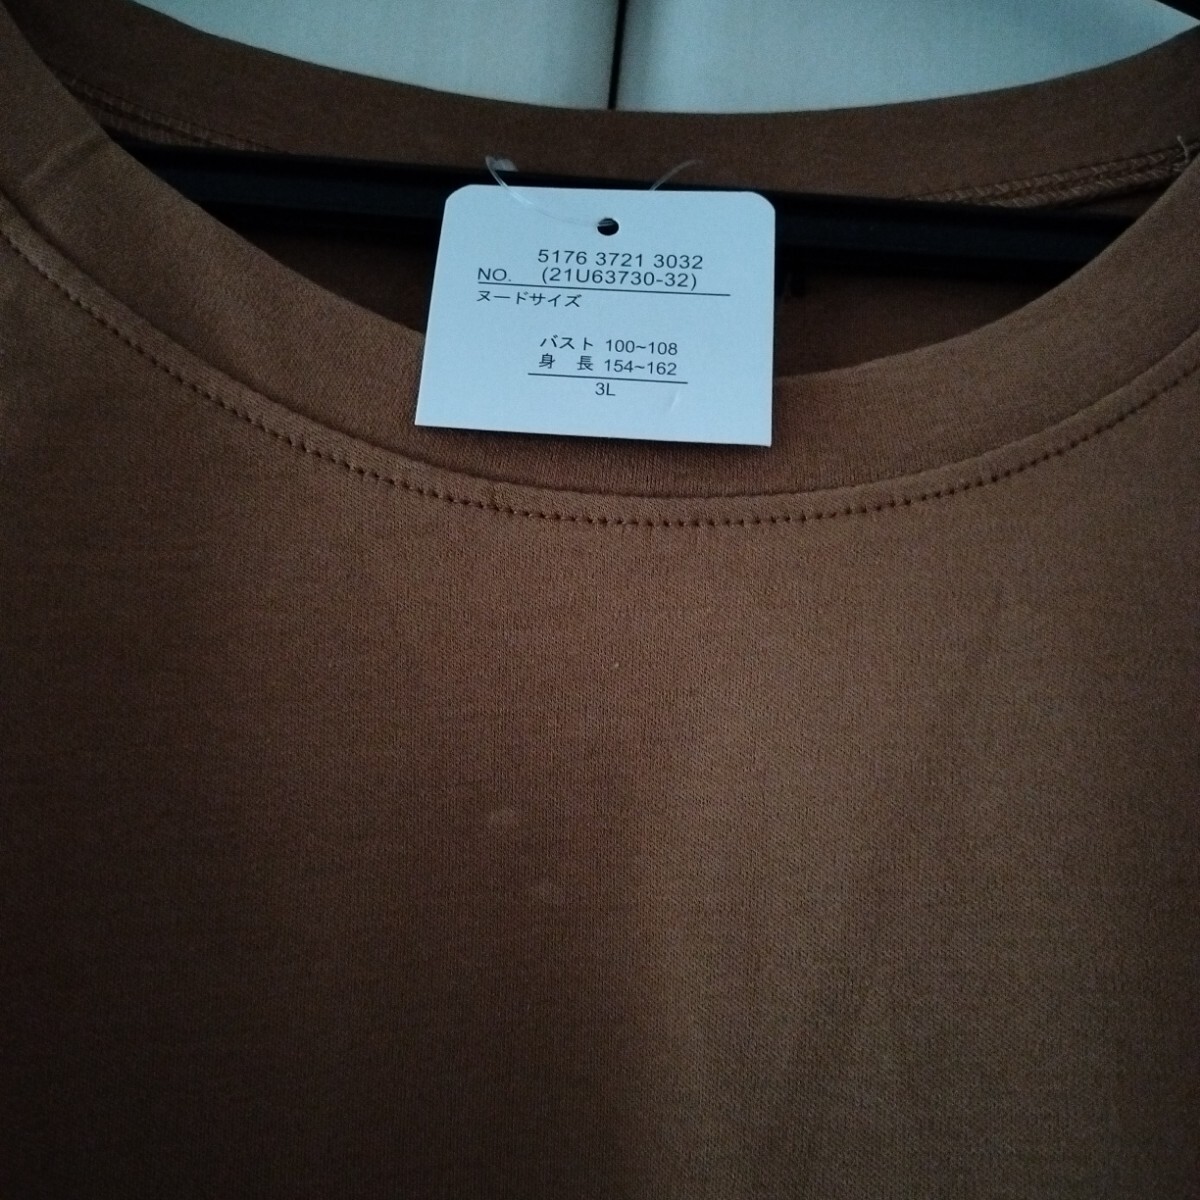 5176 3721 3032
NO. (21U63730-32)
ヌードサイズ
バスト 100~108
身 長 154~162
3L